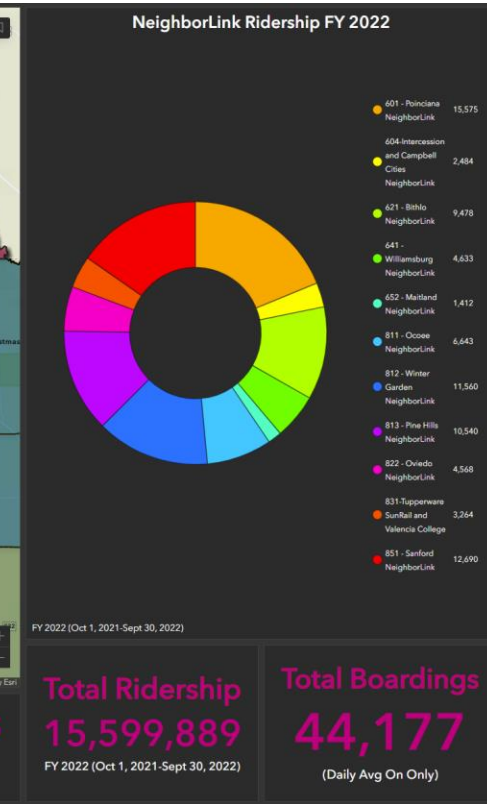 NeighborLink Ridership FY 2022
601 - Poinciana
NeighborLink
15,575
604-Intercession
and Campbell
Cities
NeighborLink
2,484
621 - Bithlo
NeighborLink
9,478
641 -
Williamsburg
NeighborLink
4,633
652 - Maitland
NeighborLink
1,412
811 - Ocoee
NeighborLink
6,643
812 - Winter
Garden
NeighborLink
11,560
813 - Pine Hills
NeighborLink
10,540
822 - Oviedo
NeighborLink
4,568
831-Tupperware
SunRail and
Valencia College
3,264
851 - Sanford
NeighborLink
12,690
FY 2022 (Oct 1, 2021-Sept 30, 2022)
Esri
Total Ridership
15,599,889
FY 2022 (Oct 1, 2021-Sept 30, 2022)
Total Boardings
44,177
(Daily Avg On Only)